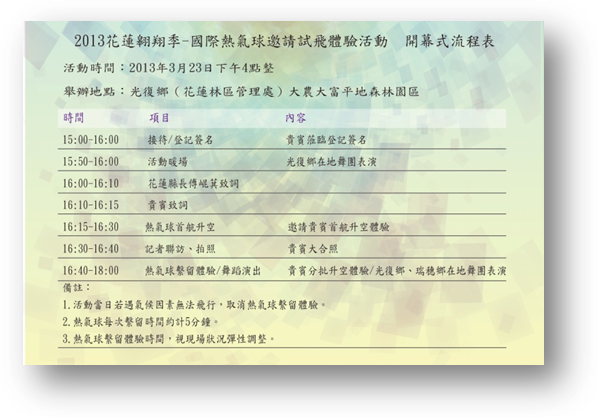 2013花蓮翱翔季-國際熱氣球邀請試飛體驗活動 開幕式流程表
活動時間：2013年3月23日下午4點整
舉辦地點：光復鄉（花蓮林區管理處）大農大富平地森林園區
時間 項目 內容
15:00-16:00 接待/登記簽名 貴賓蒞臨登記簽名
15:50-16:00 活動暖場 光復鄉在地舞團表演
16:00-16:10 花蓮縣長傅崐萁致詞
16:10-16:15 貴賓致詞
16:15-16:30 熱氣球首航升空 邀請貴賓首航升空體驗
16:30-16:40 記者聯訪、拍照 貴賓大合照
16:40-18:00 熱氣球繫留體驗/舞蹈演出 貴賓分批升空體驗/光復鄉、瑞穗鄉在地舞團表演
備註：
1.活動當日若遇氣候因素無法飛行，取消熱氣球繫留體驗。
2.熱氣球每次繫留時間約計5分鐘。
3.熱氣球繫留體驗時間，視現場狀況彈性調整。